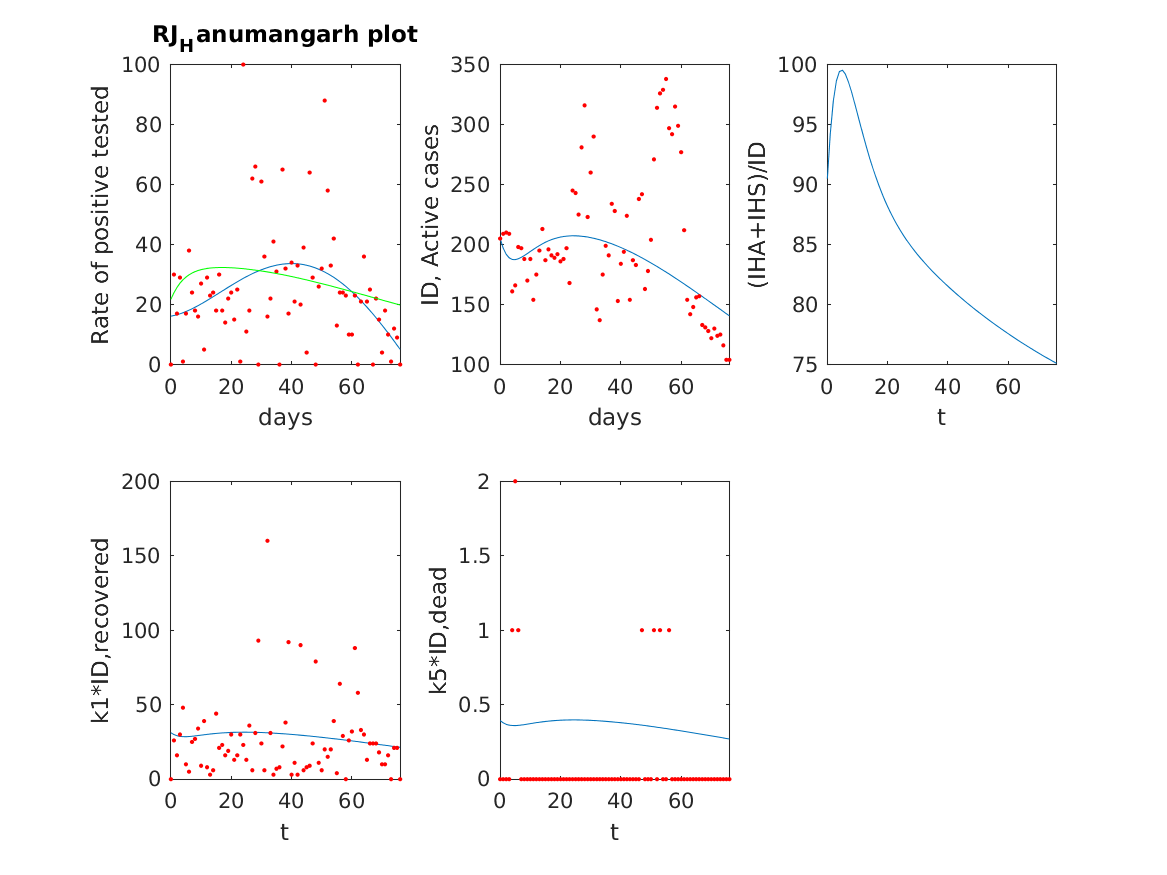 RJHanumangarh plot
Rate of positive tested
100
80
60
40
20
0
0 20 40 60
days
ID, Active cases
350
300
250
200
150
100
0 20 40 60
days
(IHA+IHS)/ID
100
95
90
85
80
75
0 20 40 60
t
k1*ID,recovered
200
150
100
50
0
0 20 40 60
t
k5*ID,dead
2
1.5
1
0.5
0
0 20 40 60
t